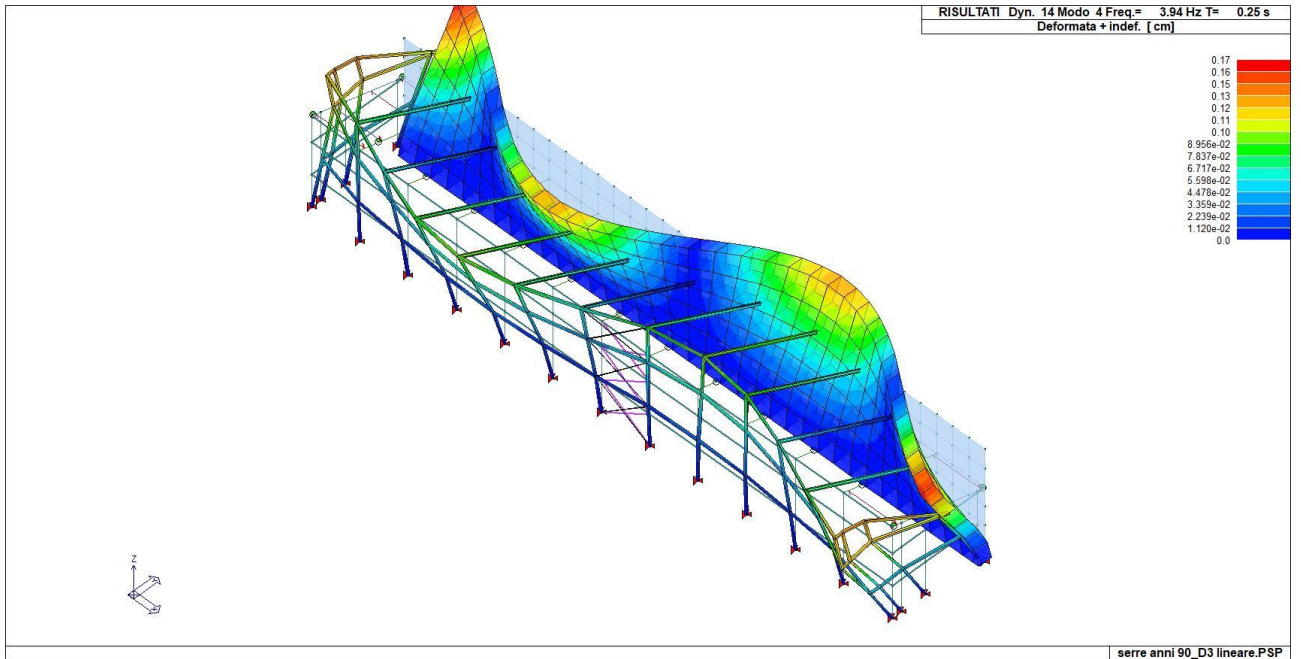 RISULTATI Dyn. 14 Modo 4 Freq.= 3.94 Hz T= 0.25 s
Deformata + indef. [cm]
0.17
0.16
0.15
0.13
0.12
0.11
0.10
8.956e-02
7.837e-02
6.717e-02
5.598e-02
4.478e-02
3.359e-02
2.239e-02
1.120e-02
0.0
Z
serre anni 90_D3 lineare.PSP